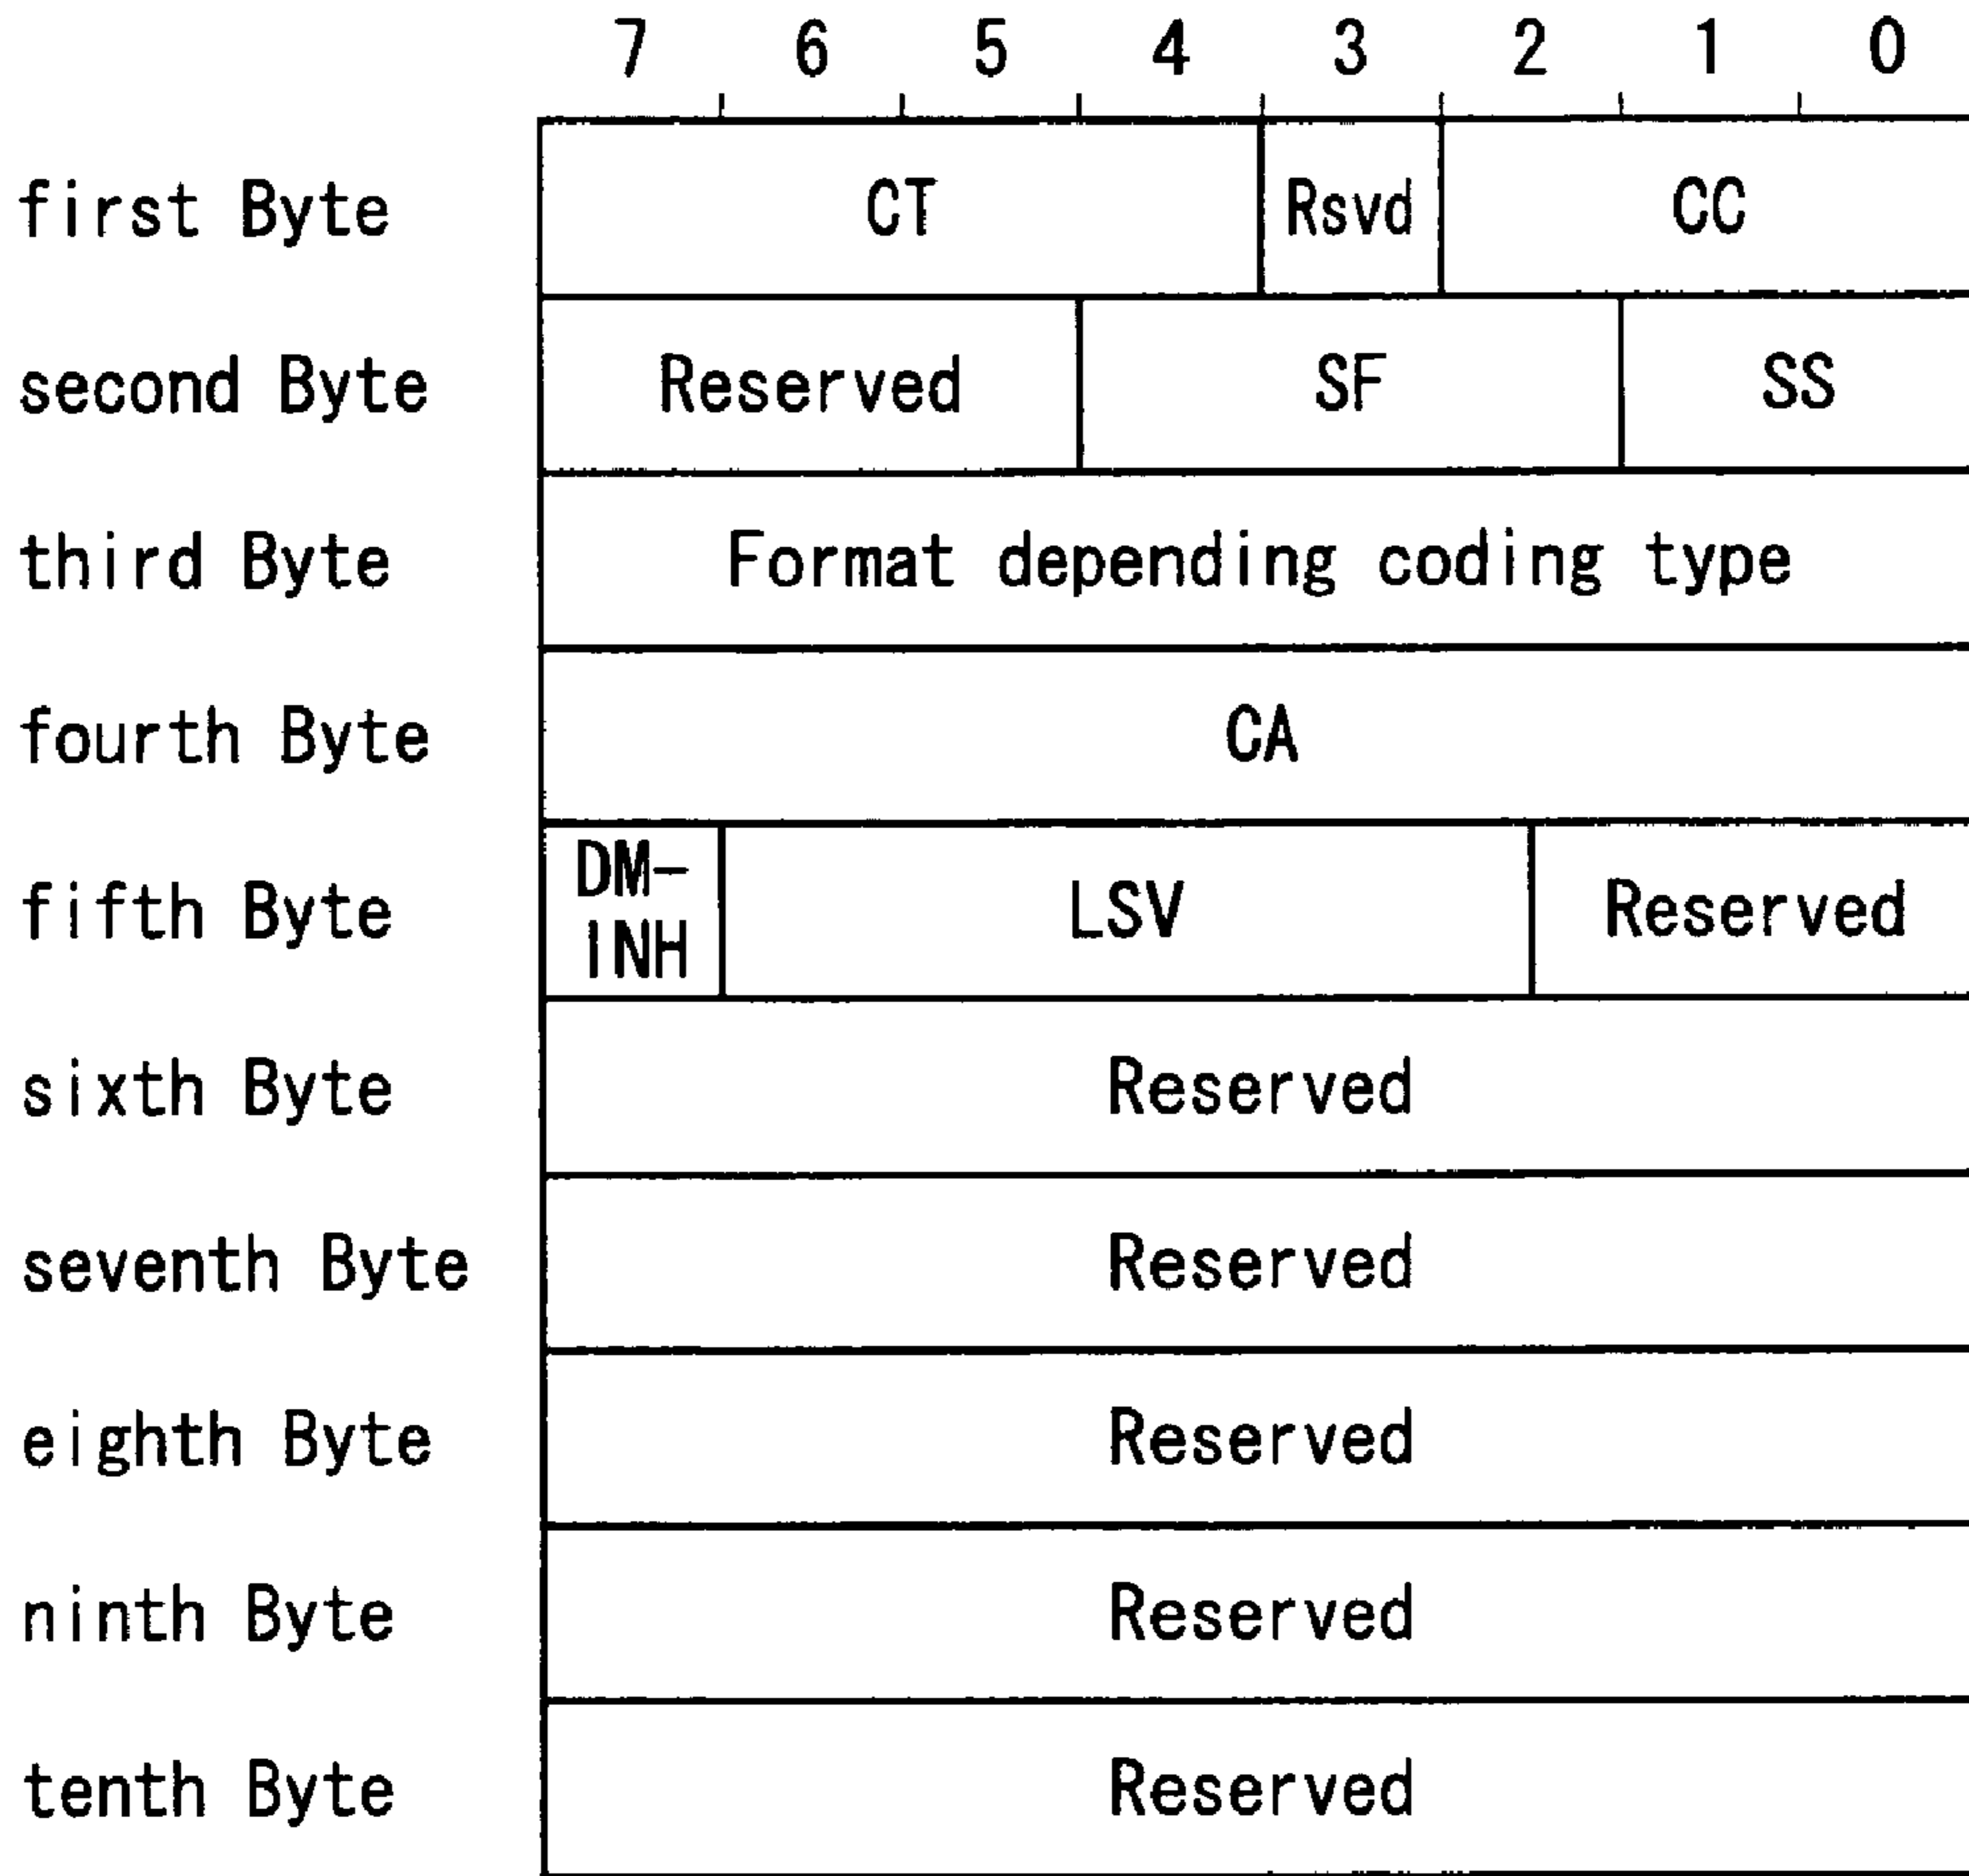 7 6 5 4 3 2 1 0
first Byte CT Rsvd CC
second Byte Reserved SF SS
third Byte Format depending coding type
fourth Byte CA
fifth Byte DM-INH LSV Reserved
sixth Byte Reserved
seventh Byte Reserved
eighth Byte Reserved
ninth Byte Reserved
tenth Byte Reserved